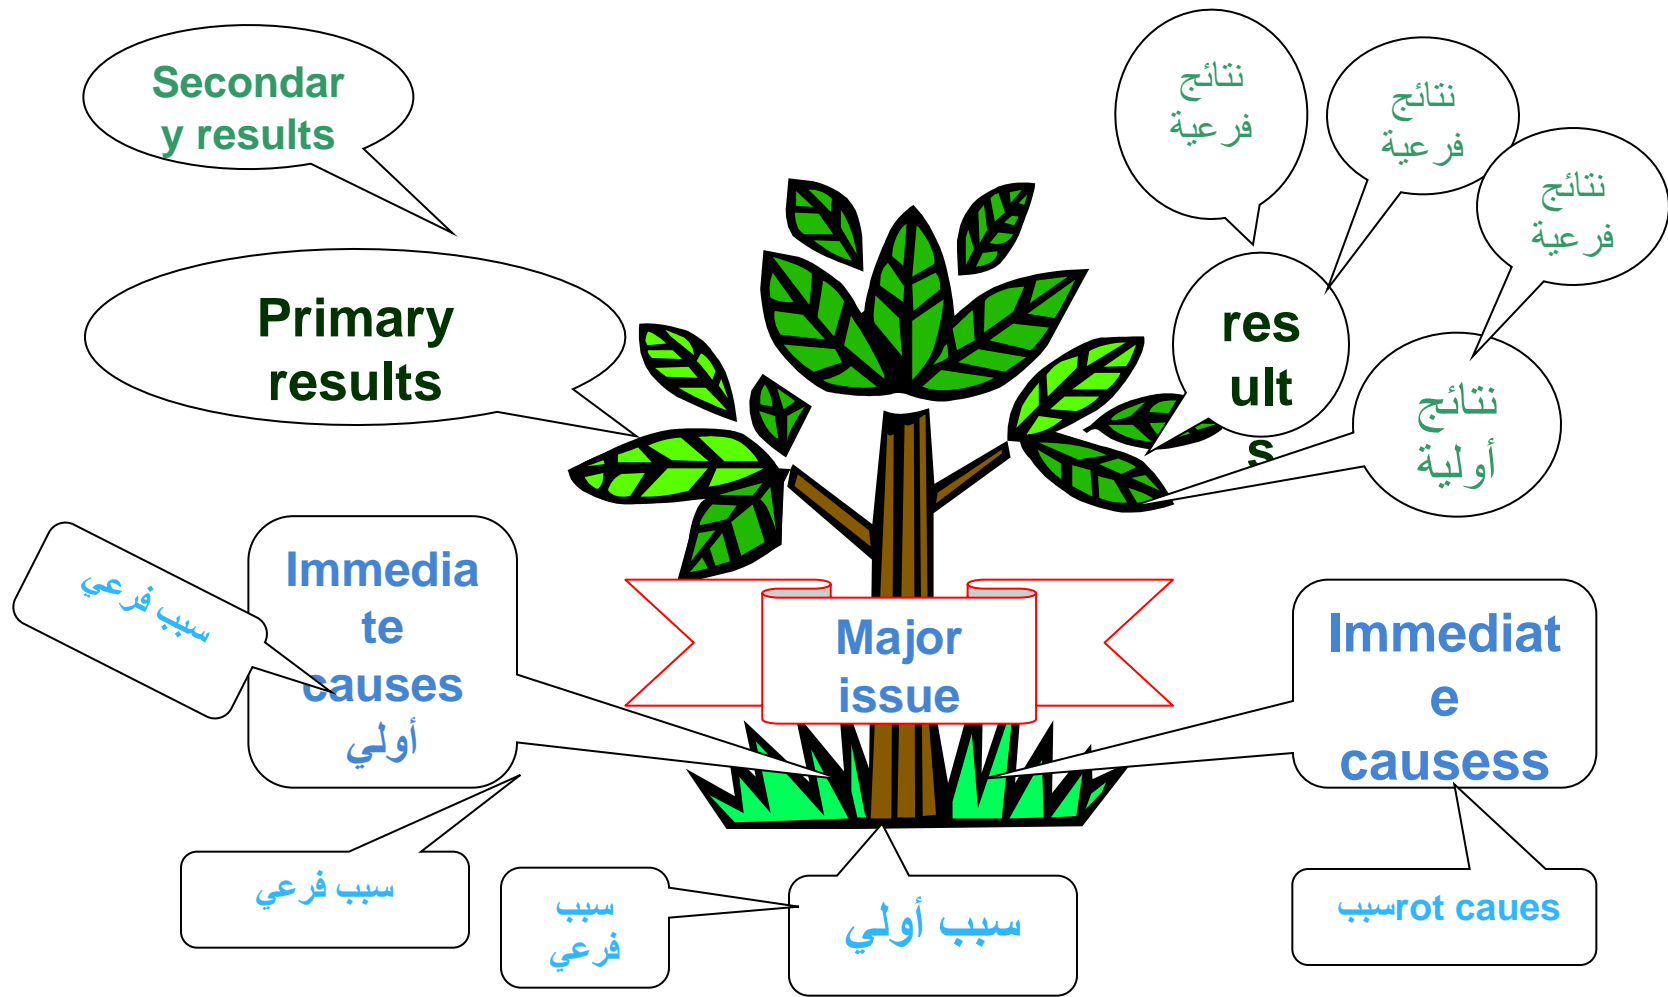 Secondar
y results
نتائج
فرعية
نتائج
فرعية
نتائج
فرعية
Primary
results
res
ult
s
نتائج
أولية
سبب فرعي
Immedia
te
causes
أولي
Major
issue
Immediat
e
causess
سبب فرعي
سبب
فرعي
سبب أولي
سببrot caues